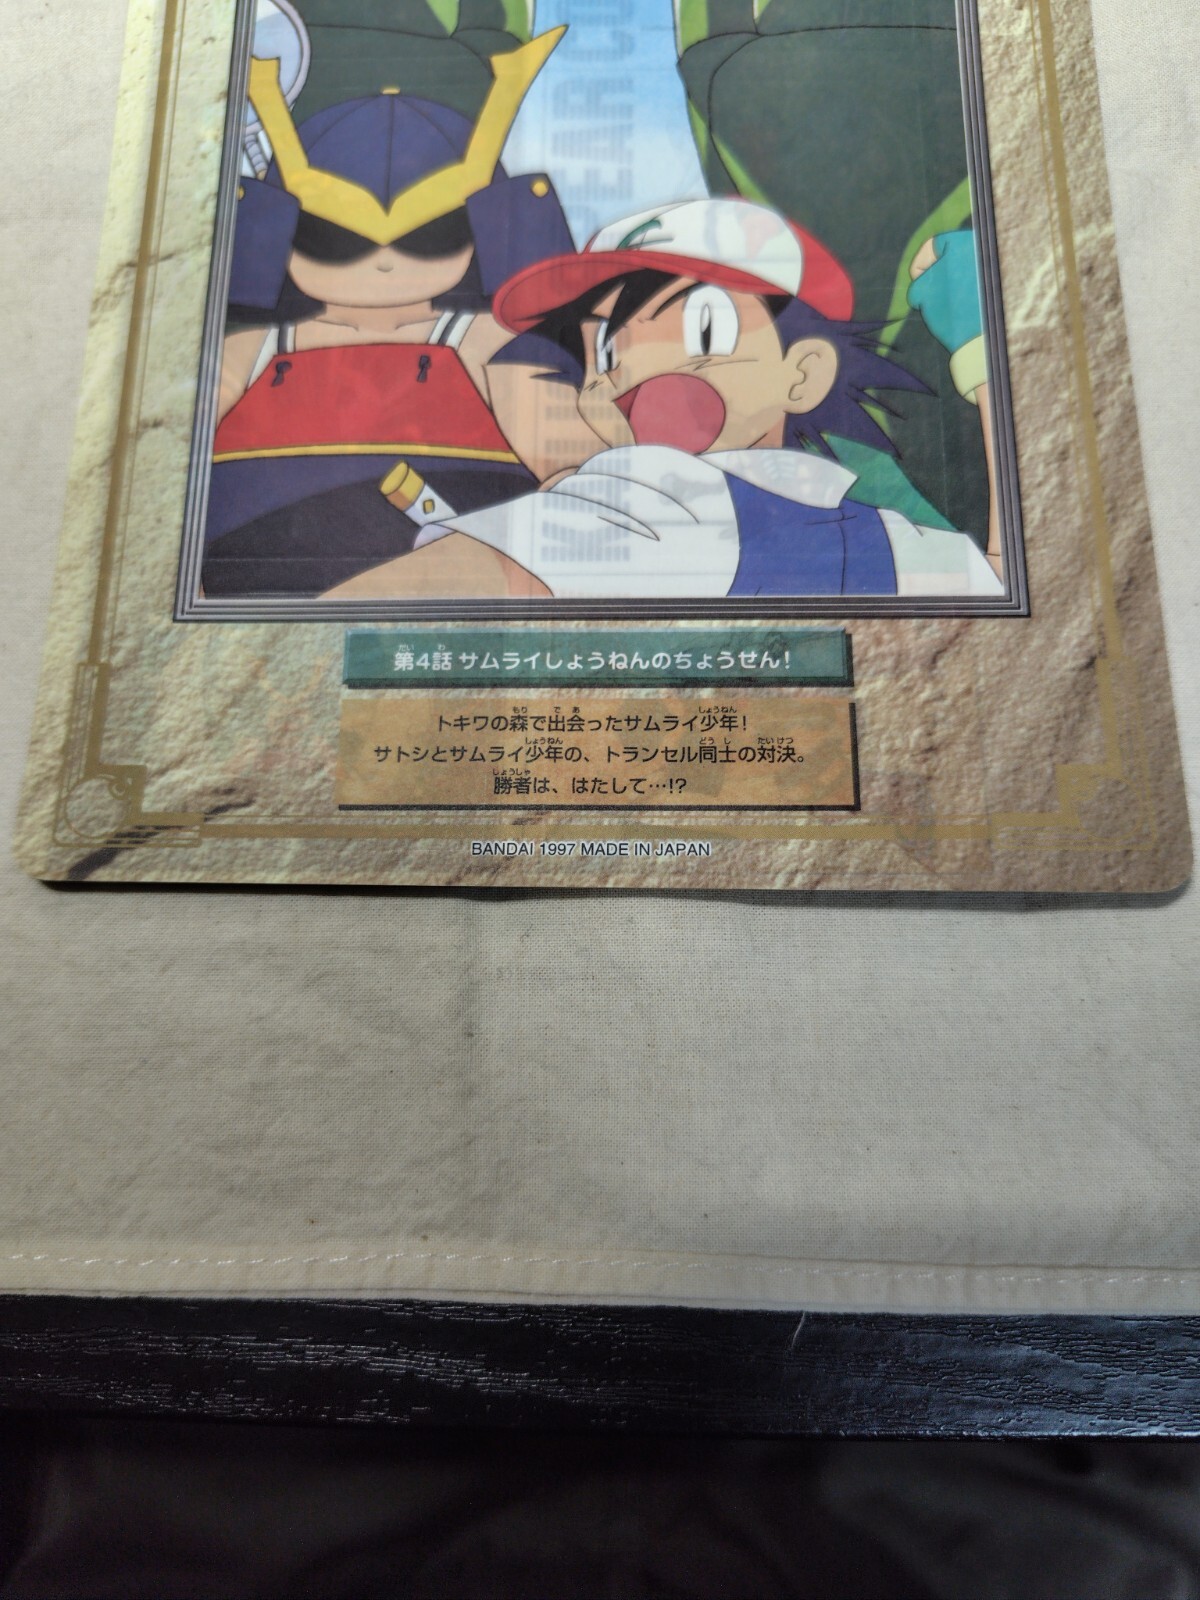 第4話 サムライしょうねんのちょうせん!
トキワの森で出会ったサムライ少年!
サトシとサムライ少年の、トランセル同士の対決。
勝者は、はたして…!?
BANDAI 1997 MADE IN JAPAN